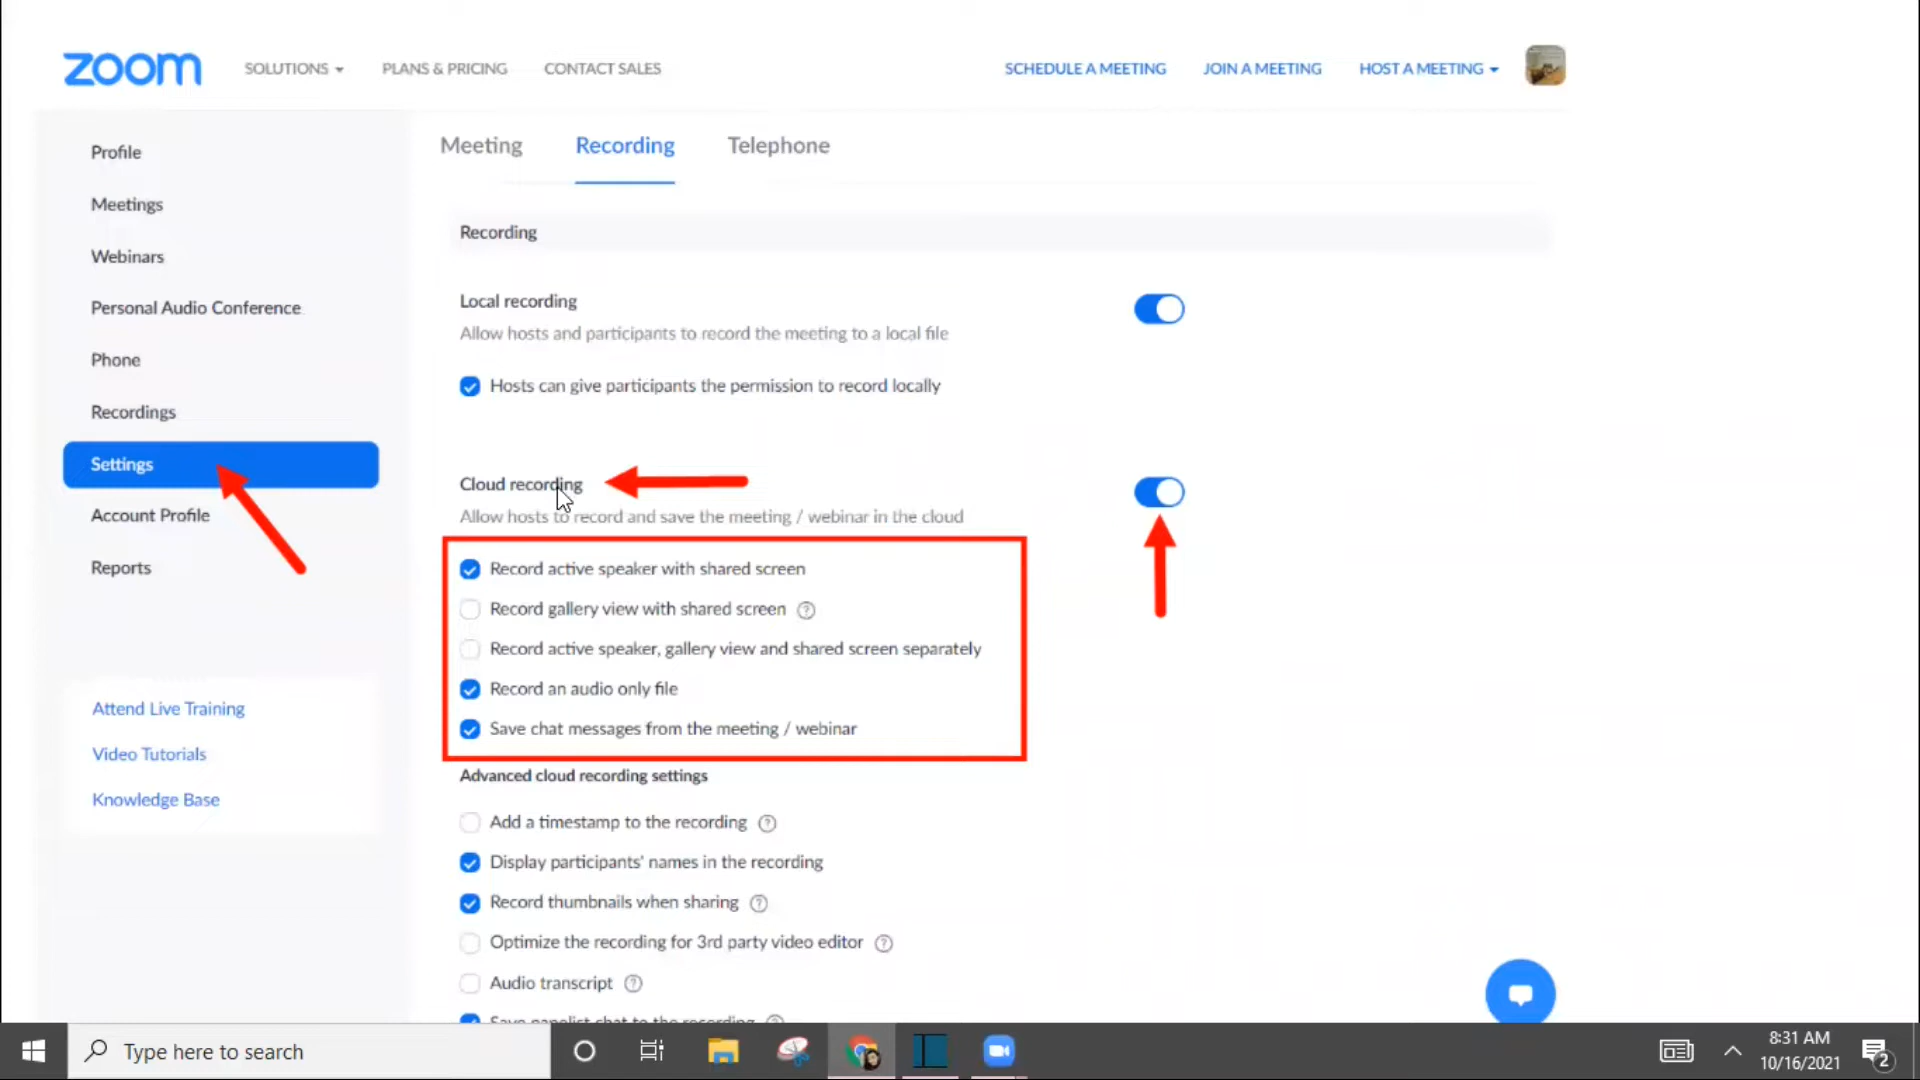 zoom
SOLUTIONS
PLANS & PRICING
CONTACT SALES
SCHEDULE A MEETING
JOIN A MEETING
HOST A MEETING
Profile
Meetings
Webinars
Personal Audio Conference
Phone
Recordings
Settings
Account Profile
Reports
Attend Live Training
Video Tutorials
Knowledge Base
Meeting
Recording
Telephone
Recording
Local recording
Allow hosts and participants to record the meeting to a local file
Hosts can give participants the permission to record locally
Cloud recording
Allow hosts to record and save the meeting / webinar in the cloud
Record active speaker with shared screen
Record gallery view with shared screen ?
Record active speaker, gallery view and shared screen separately
Record an audio only file
Save chat messages from the meeting / webinar
Advanced cloud recording settings
Add a timestamp to the recording ?
Display participants' names in the recording
Record thumbnails when sharing ?
Optimize the recording for 3rd party video editor ?
Audio transcript ?
Save panelist chat to the recording
Type here to search
8:31 AM
10/16/2021
2